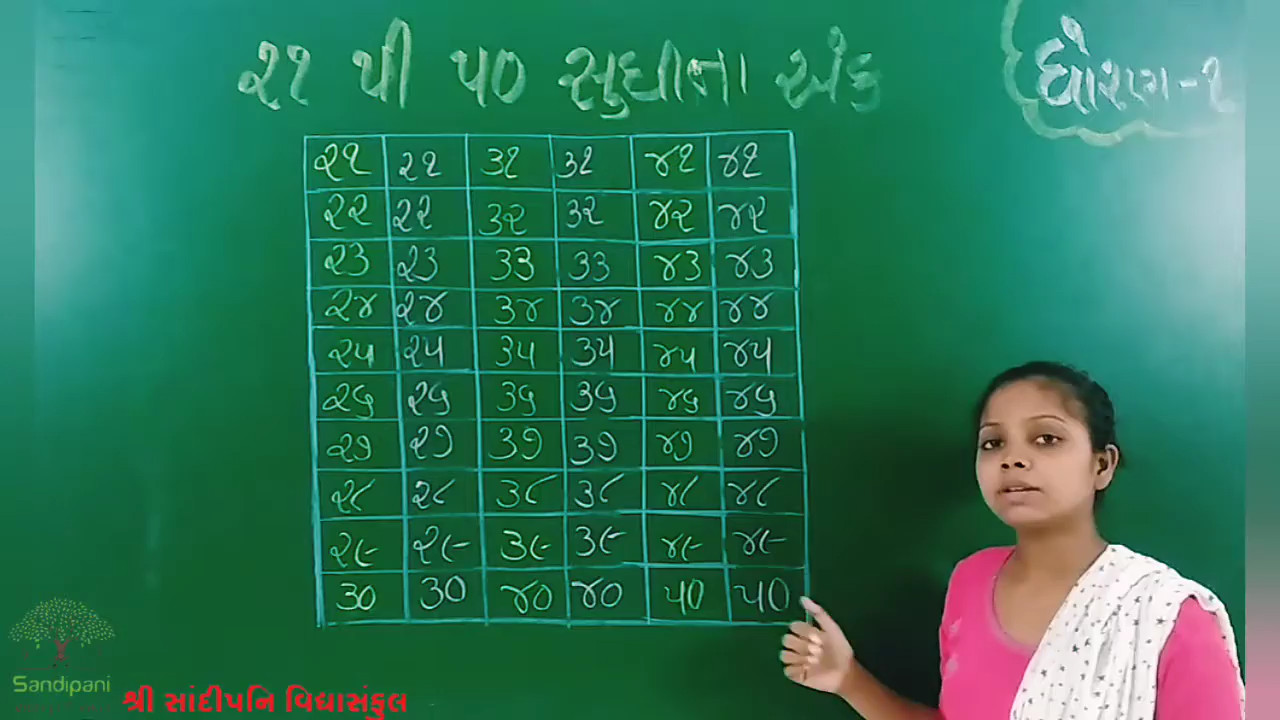 ૨૧ થી ૫૦ સુધીના અંક
ધોરણ-૧
૨૧ ૨૧ ૩૧ ૩૧ ૪૧ ૪૧
૨૨ ૨૨ ૩૨ ૩૨ ૪૨ ૪૨
૨૩ ૨૩ ૩૩ ૩૩ ૪૩ ૪૩
૨૪ ૨૪ ૩૪ ૩૪ ૪૪ ૪૪
૨૫ ૨૫ ૩૫ ૩૫ ૪૫ ૪૫
૨૬ ૨૬ ૩૬ ૩૬ ૪૬ ૪૬
૨૭ ૨૭ ૩૭ ૩૭ ૪૭ ૪૭
૨૮ ૨૮ ૩૮ ૩૮ ૪૮ ૪૮
૨૯ ૨૯ ૩૯ ૩૯ ૪૯ ૪૯
૩૦ ૩૦ ૪૦ ૪૦ ૫૦ ૫૦
Sandipani
શ્રી સાંદીપનિ વિદ્યાસંકુલ